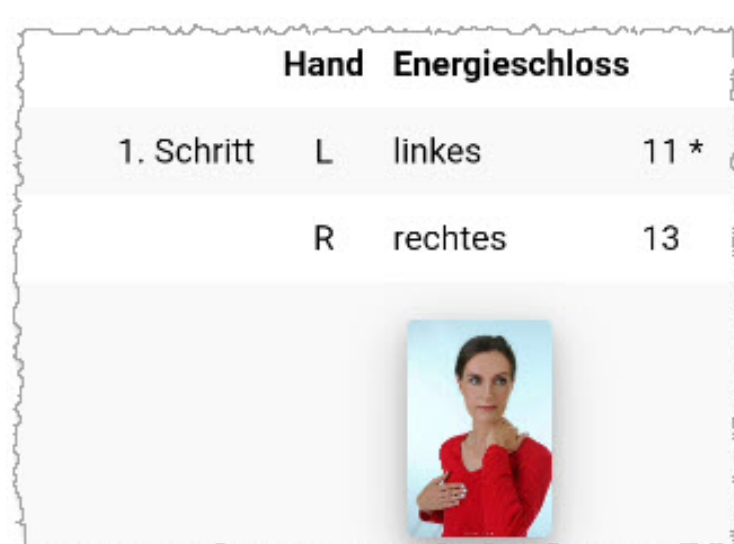 Hand Energieschloss
1. Schritt L linkes 11 *
R rechtes 13